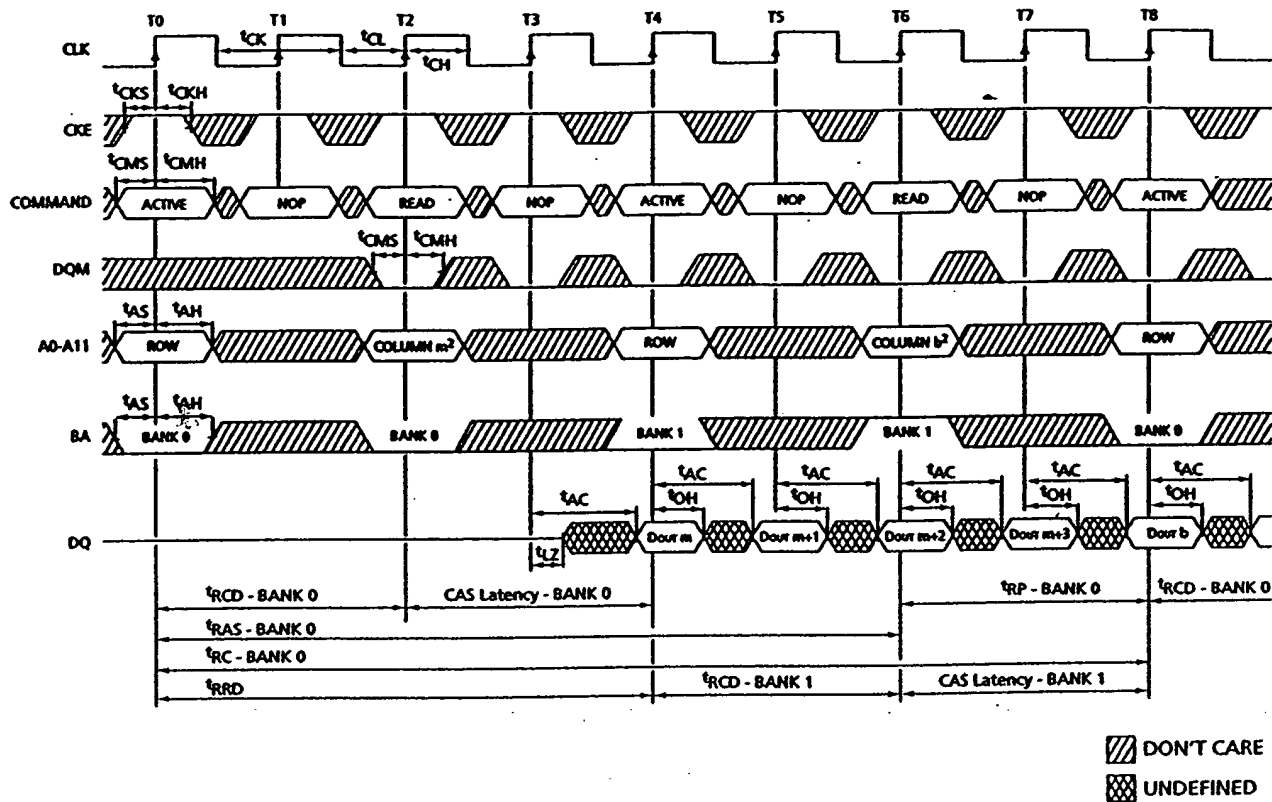 T0 T1 T2 T3 T4 T5 T6 T7 T8
CLK
tCK tCL tCH
tCKS tCKH
CKE
tCMS tCMH
COMMAND ACTIVE NOP READ NOP ACTIVE NOP READ NOP ACTIVE
tCMS tCMH
DQM
tAS tAH
A0-A11 ROW COLUMN m² ROW COLUMN b² ROW
tAS tAH
BA BANK 0 BANK 0 BANK 1 BANK 1 BANK 0
tAC tAC tAC tAC tAC tAC
tOH tOH tOH tOH tOH
DQ DOUT m DOUT m+1 DOUT m+2 DOUT m+3 DOUT b
tLZ
tRCD - BANK 0 CAS Latency - BANK 0 tRP - BANK 0 tRCD - BANK 0
tRAS - BANK 0
tRC - BANK 0
tRRD tRCD - BANK 1 CAS Latency - BANK 1
DON'T CARE
UNDEFINED